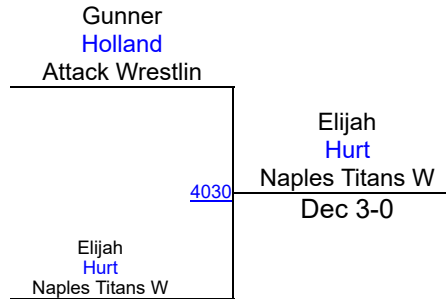 Gunner
Holland
Attack Wrestlin
Elijah
Hurt
Naples Titans W
4030
Dec 3-0
Elijah
Hurt
Naples Titans W